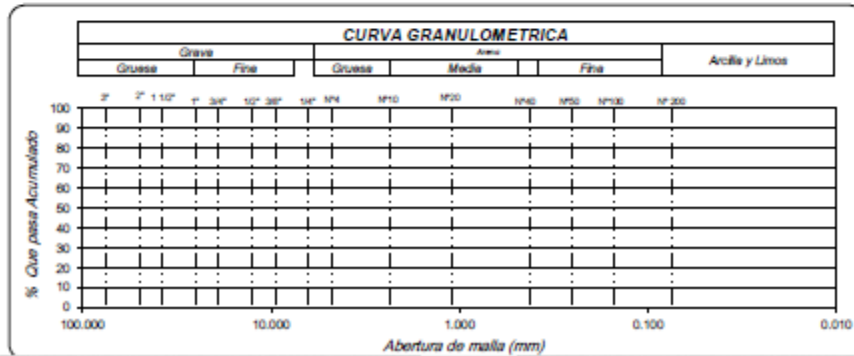 CURVA GRANULOMETRICA
Grava Arena Arcilla y Limos
Gruesa Fina Gruesa Media Fina
2" 2" 1 1/2" 1" 3/4" 1/2" 3/8" 1/4" Nº4 Nº10 Nº20 Nº40 Nº50 Nº100 Nº 200
% Que pasa Acumulado
100
90
80
70
60
50
40
30
20
10
0
100.000 10.000 1.000 0.100 0.010
Abertura de malla (mm)